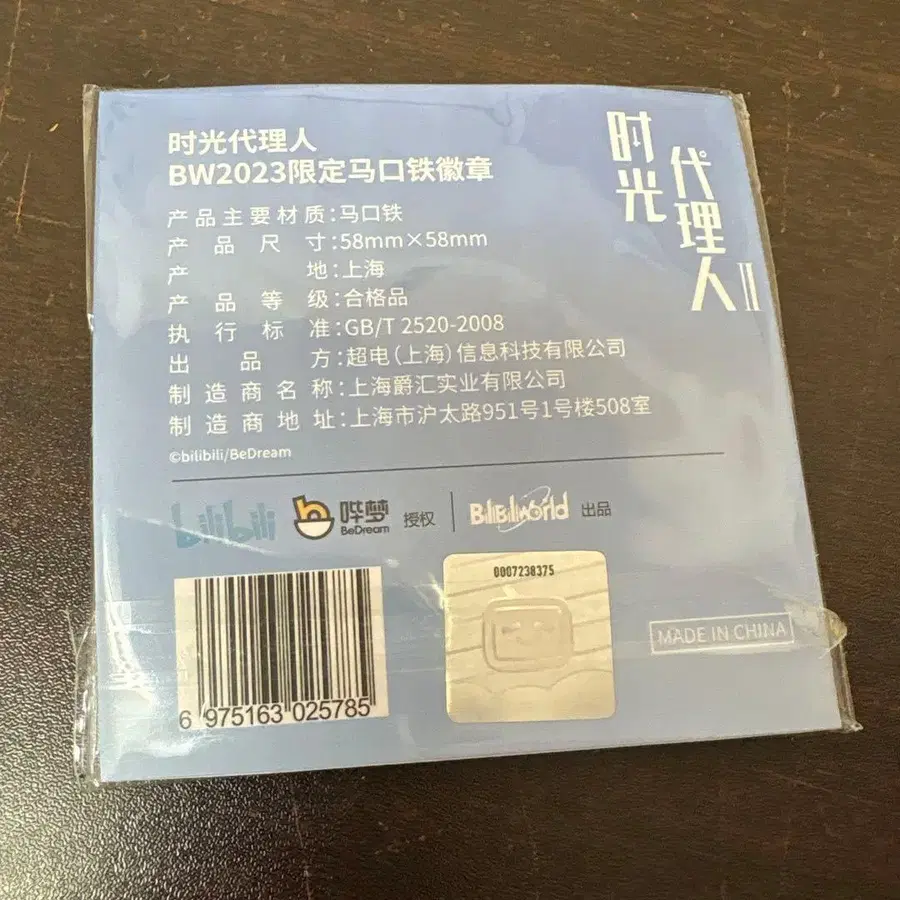 时光代理人
BW2023限定马口铁徽章
产品主要材质:马口铁
产品尺寸:58mm×58mm
产地:上海
产品等级:合格品
执行标准:GB/T 2520-2008
出品方:超电(上海)信息科技有限公司
制造商名称:上海爵汇实业有限公司
制造商地址:上海市沪太路951号1号楼508室
©bilibili/BeDream
时光
代理人II
bilibili
哔梦
BeDream
授权
BiliBiliWorld
出品
0007238375
6 975163 025785
MADE IN CHINA